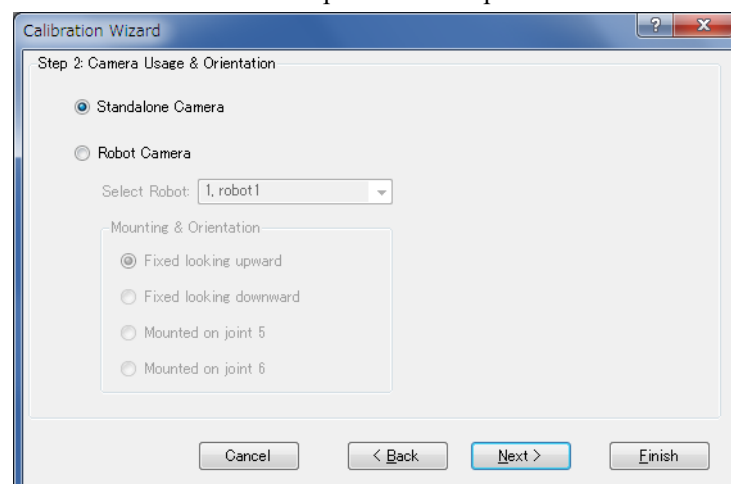 Calibration Wizard
Step 2: Camera Usage & Orientation
Standalone Camera
Robot Camera
Select Robot: 1, robot1
Mounting & Orientation
Fixed looking upward
Fixed looking downward
Mounted on joint 5
Mounted on joint 6
Cancel < Back Next > Finish